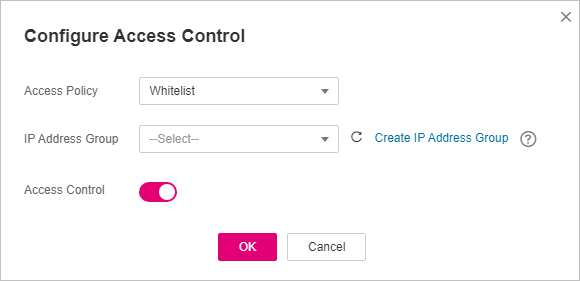 Configure Access Control
Access Policy Whitelist
IP Address Group --Select-- Create IP Address Group ?
Access Control
OK Cancel